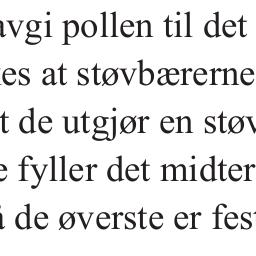 avgi pollen til det
es at støvbærerne
t de utgjør en støv
e fyller det midter
å de øverste er fest